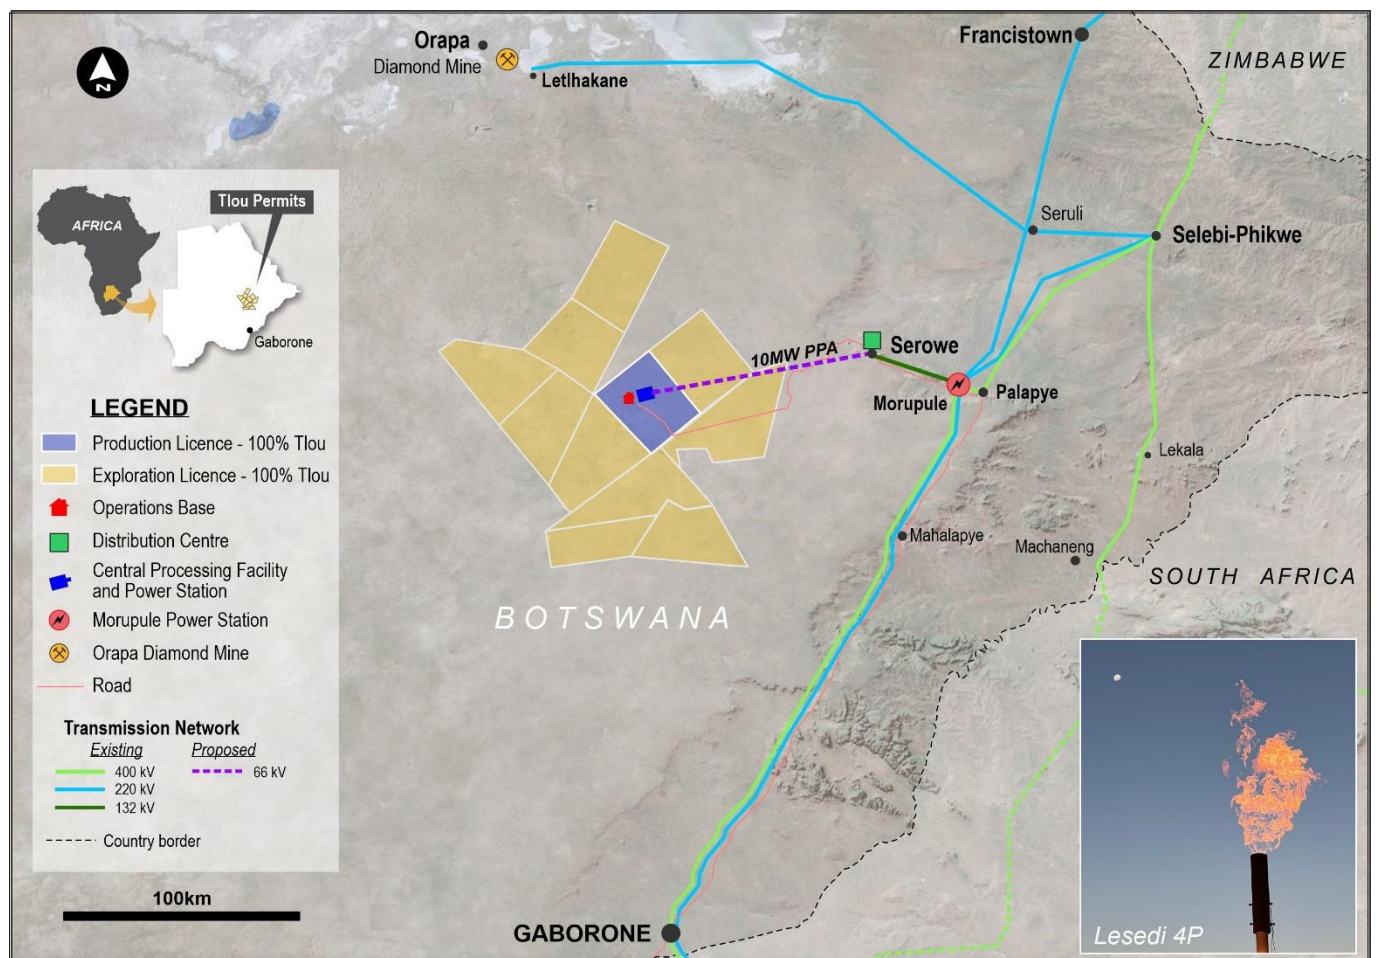 Orapa
Diamond Mine
Letlhakane
Francistown
ZIMBABWE
N
Tlou Permits
AFRICA
Gaborone
Seruli
Selebi-Phikwe
10MW PPA
Serowe
Morupule
Palapye
Lekala
Mahalapye
Machaneng
SOUTH AFRICA
BOTSWANA
LEGEND
Production Licence - 100% Tlou
Exploration Licence - 100% Tlou
Operations Base
Distribution Centre
Central Processing Facility
and Power Station
Morupule Power Station
Orapa Diamond Mine
Road
Transmission Network
Existing Proposed
400 kV 66 kV
220 kV
132 kV
Country border
100km
GABORONE
Lesedi 4P